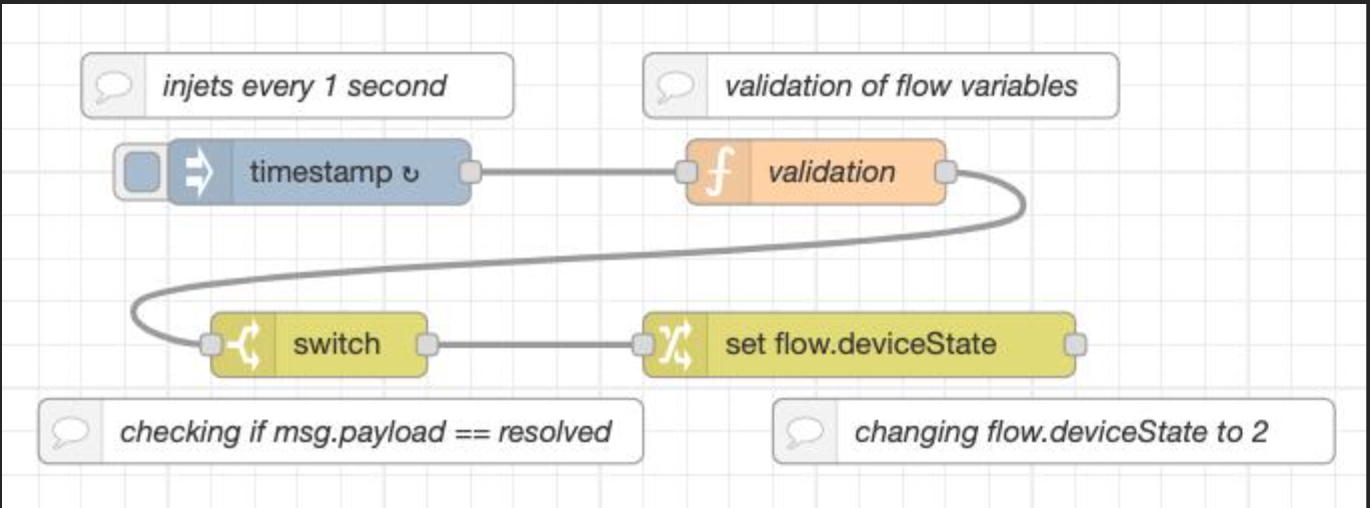 injets every 1 second
validation of flow variables
timestamp ↻
validation
switch
set flow.deviceState
checking if msg.payload == resolved
changing flow.deviceState to 2